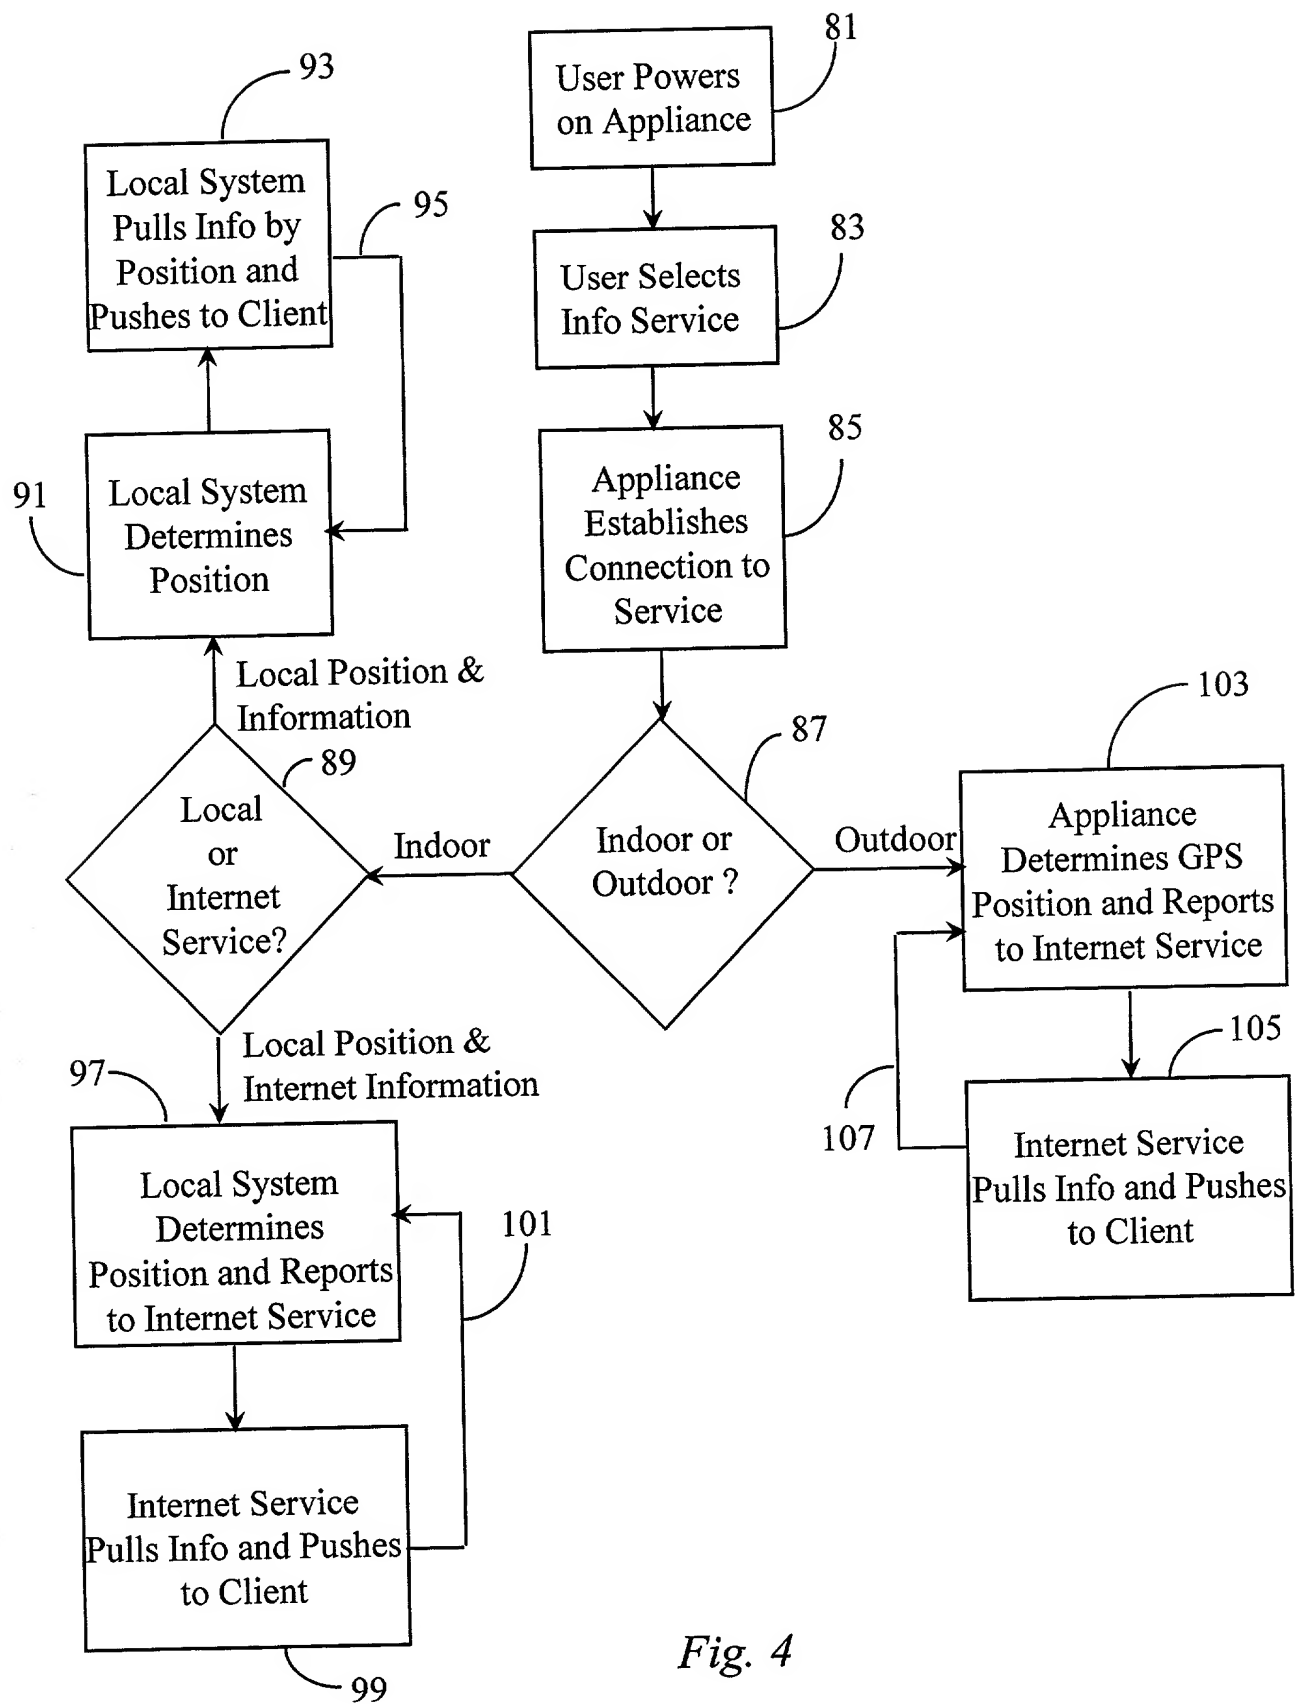 81
User Powers
on Appliance
83
User Selects
Info Service
85
Appliance
Establishes
Connection to
Service
87
Indoor or
Outdoor ?
Indoor
Outdoor
89
Local
or
Internet
Service?
Local Position &
Information
91
Local System
Determines
Position
93
Local System
Pulls Info by
Position and
Pushes to Client
95
Local Position &
Internet Information
97
Local System
Determines
Position and Reports
to Internet Service
101
Internet Service
Pulls Info and Pushes
to Client
99
103
Appliance
Determines GPS
Position and Reports
to Internet Service
105
Internet Service
Pulls Info and Pushes
to Client
107
Fig. 4